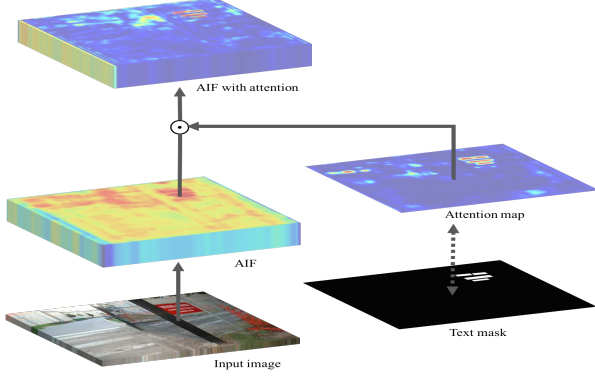 AIF with attention
Attention map
AIF
Text mask
Input image